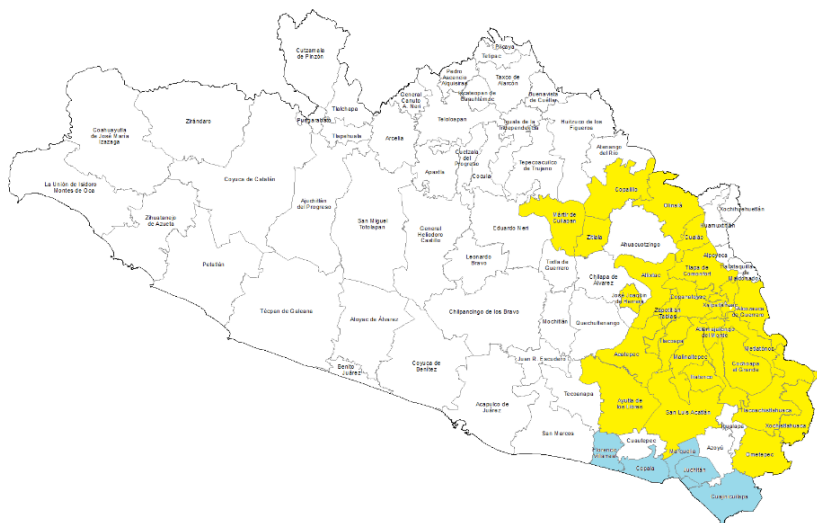 Cutzamala
de Pinzón
Pilcaya
Tetipac
Pedro
Ascencio
Alquisiras
Taxco de
Alarcón
General
Canuto
A. Neri
Ixcateopan de
Cuauhtémoc
Buenavista
de Cuéllar
Zirándaro
Tlalchapa
Pungarabato
Tlapehuala
Arcelia
Teloloapan
Iguala de la
Independencia
Huitzuco de los
Figueroa
Coahuayutla
de José María
Izazaga
Atenango
del Río
Cuetzala
del
Progreso
Cocula
Tepecoacuilco
de Trujano
Apaxtla
Coyuca de Catalán
La Unión de Isidoro
Montes de Oca
Copalillo
Olinalá
Xochihuehuetlán
Huamuxtitlán
Ajuchitlán
del Progreso
Zihuatanejo
de Azueta
San Miguel
Totolapan
General
Heliodoro
Castillo
Eduardo Neri
Mártir de
Cuilapan
Zitlala
Ahuacuotzingo
Cualác
Alpoyeca
Petatlán
Leonardo
Bravo
Tixtla de
Guerrero
Chilapa de
Álvarez
Atlixtac
Tlapa de
Comonfort
José Joaquín
de Herrera
Copanatoyac
Xalpatláhuac
Técpan de Galeana
Atoyac de Álvarez
Chilpancingo de los Bravo
Mochitlán
Quechultenango
Zapotitlán
Tablas
Tlacoapa
Malinaltepec
Metlatónoc
Cochoapa
el Grande
Acatepec
Iliatenco
Benito
Juárez
Coyuca de
Benítez
Juan R. Escudero
Acapulco de
Juárez
Tecoanapa
Ayutla de
los Libres
San Luis Acatlán
Tlacoachistlahuaca
Xochistlahuaca
Igualapa
San Marcos
Cuautepec
Florencio
Villarreal
Marquelia
Azoyú
Ometepec
Copala
Juchitán
Cuajinicuilapa